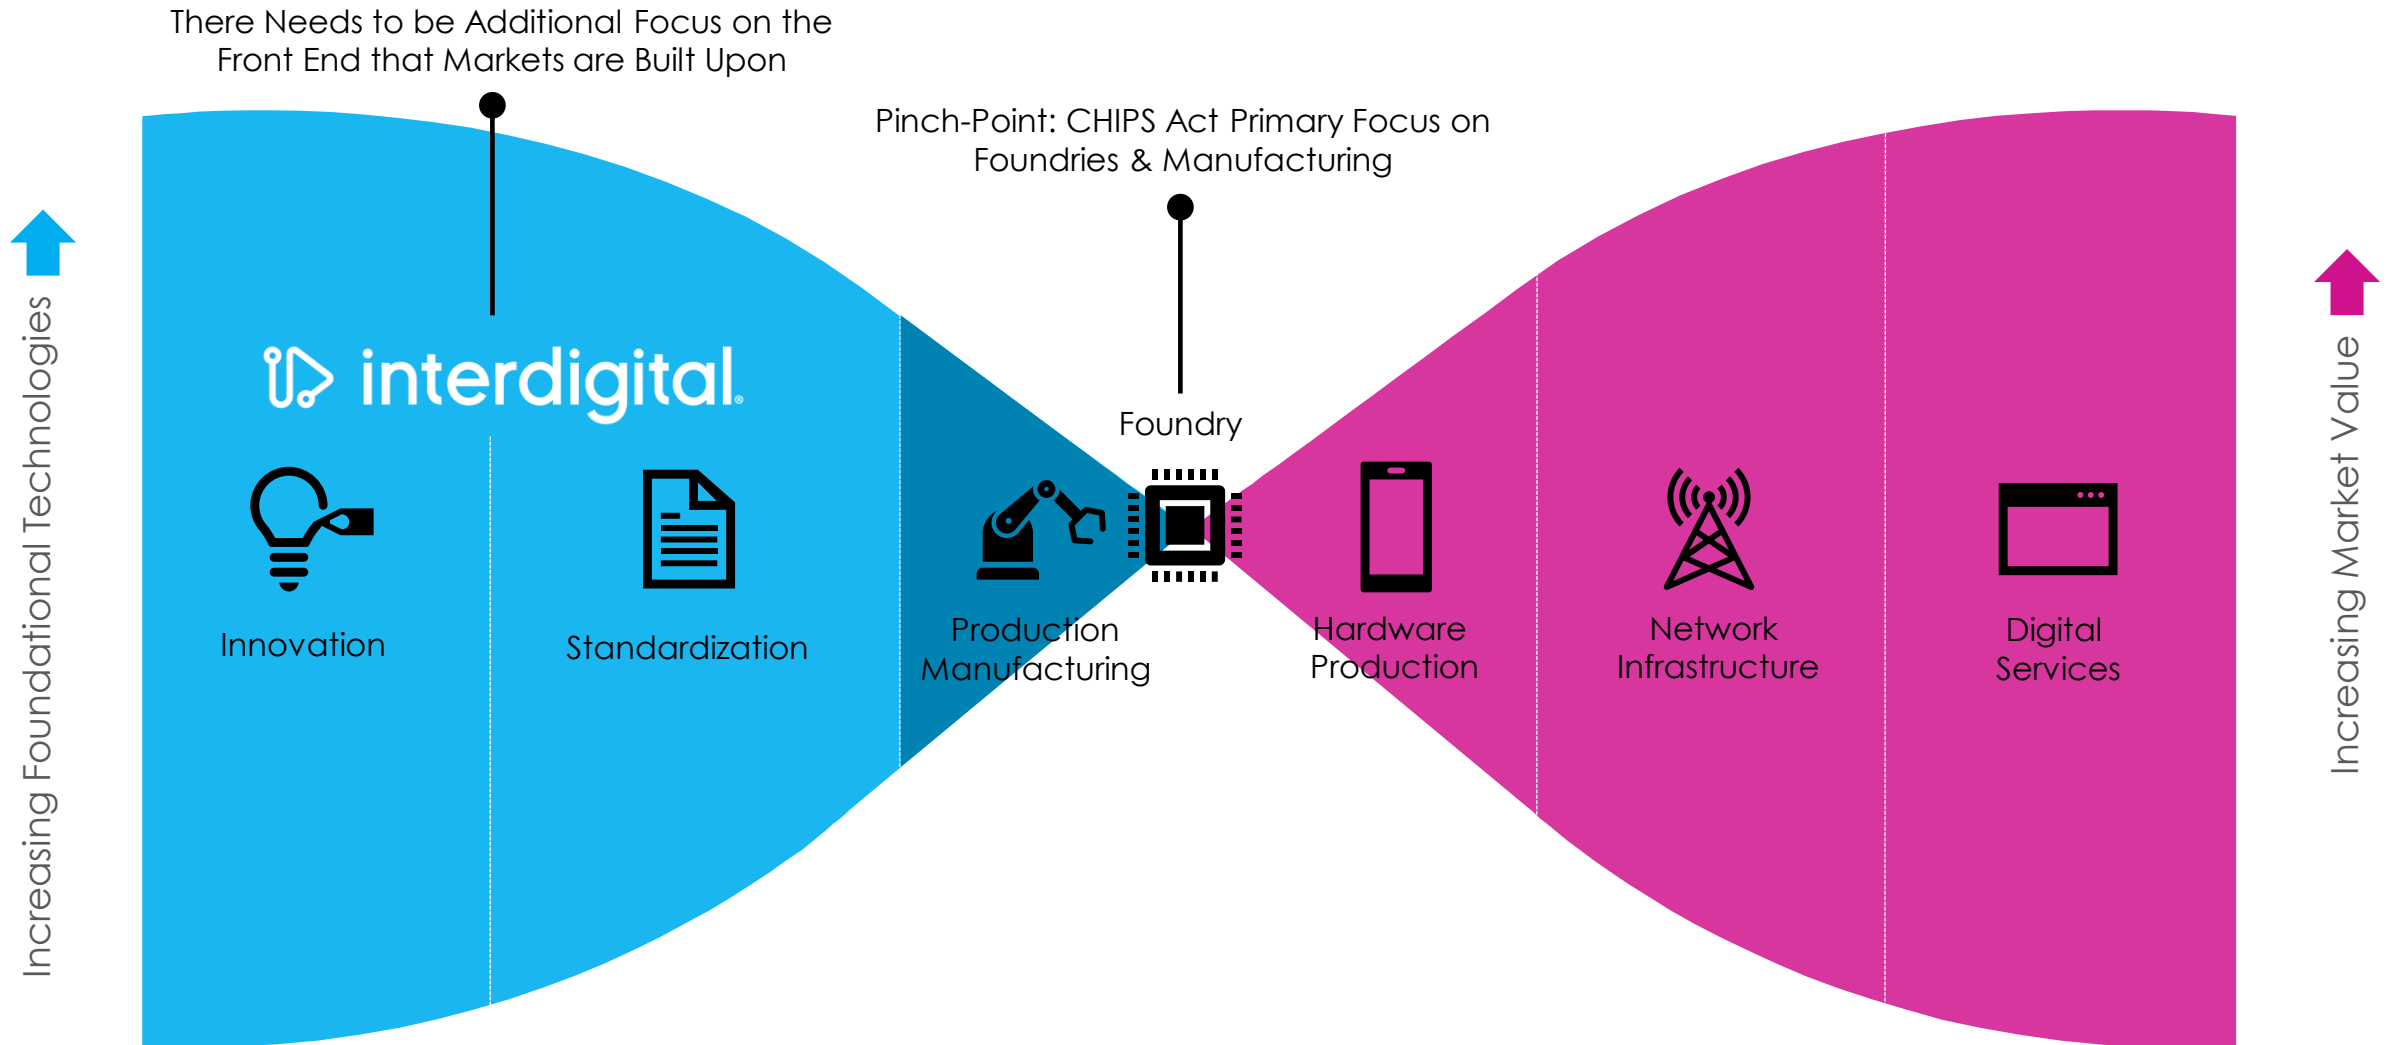 There Needs to be Additional Focus on the
Front End that Markets are Built Upon
Pinch-Point: CHIPS Act Primary Focus on
Foundries & Manufacturing
Increasing Foundational Technologies
interdigital®
Innovation
Standardization
Production
Manufacturing
Foundry
Hardware
Production
Network
Infrastructure
Digital
Services
Increasing Market Value